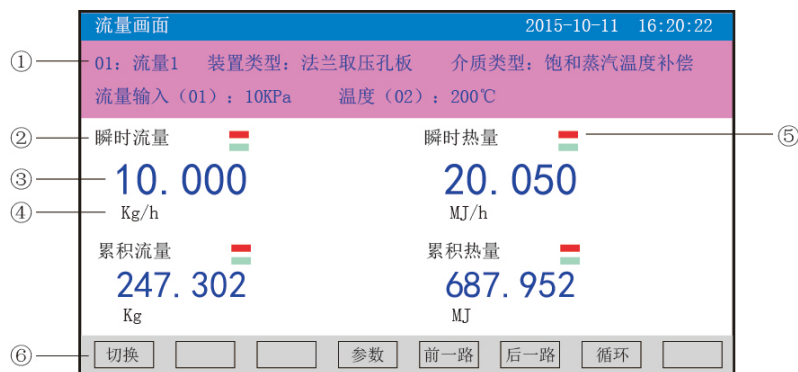 流量画面 2015-10-11 16:20:22
① 01: 流量1 装置类型: 法兰取压孔板 介质类型: 饱和蒸汽温度补偿
流量输入（01）: 10KPa 温度（02）: 200℃
② 瞬时流量 瞬时热量 ⑤
③ 10.000 20.050
④ Kg/h MJ/h
累积流量 累积热量
247.302 687.952
Kg MJ
⑥ 切换 参数 前一路 后一路 循环